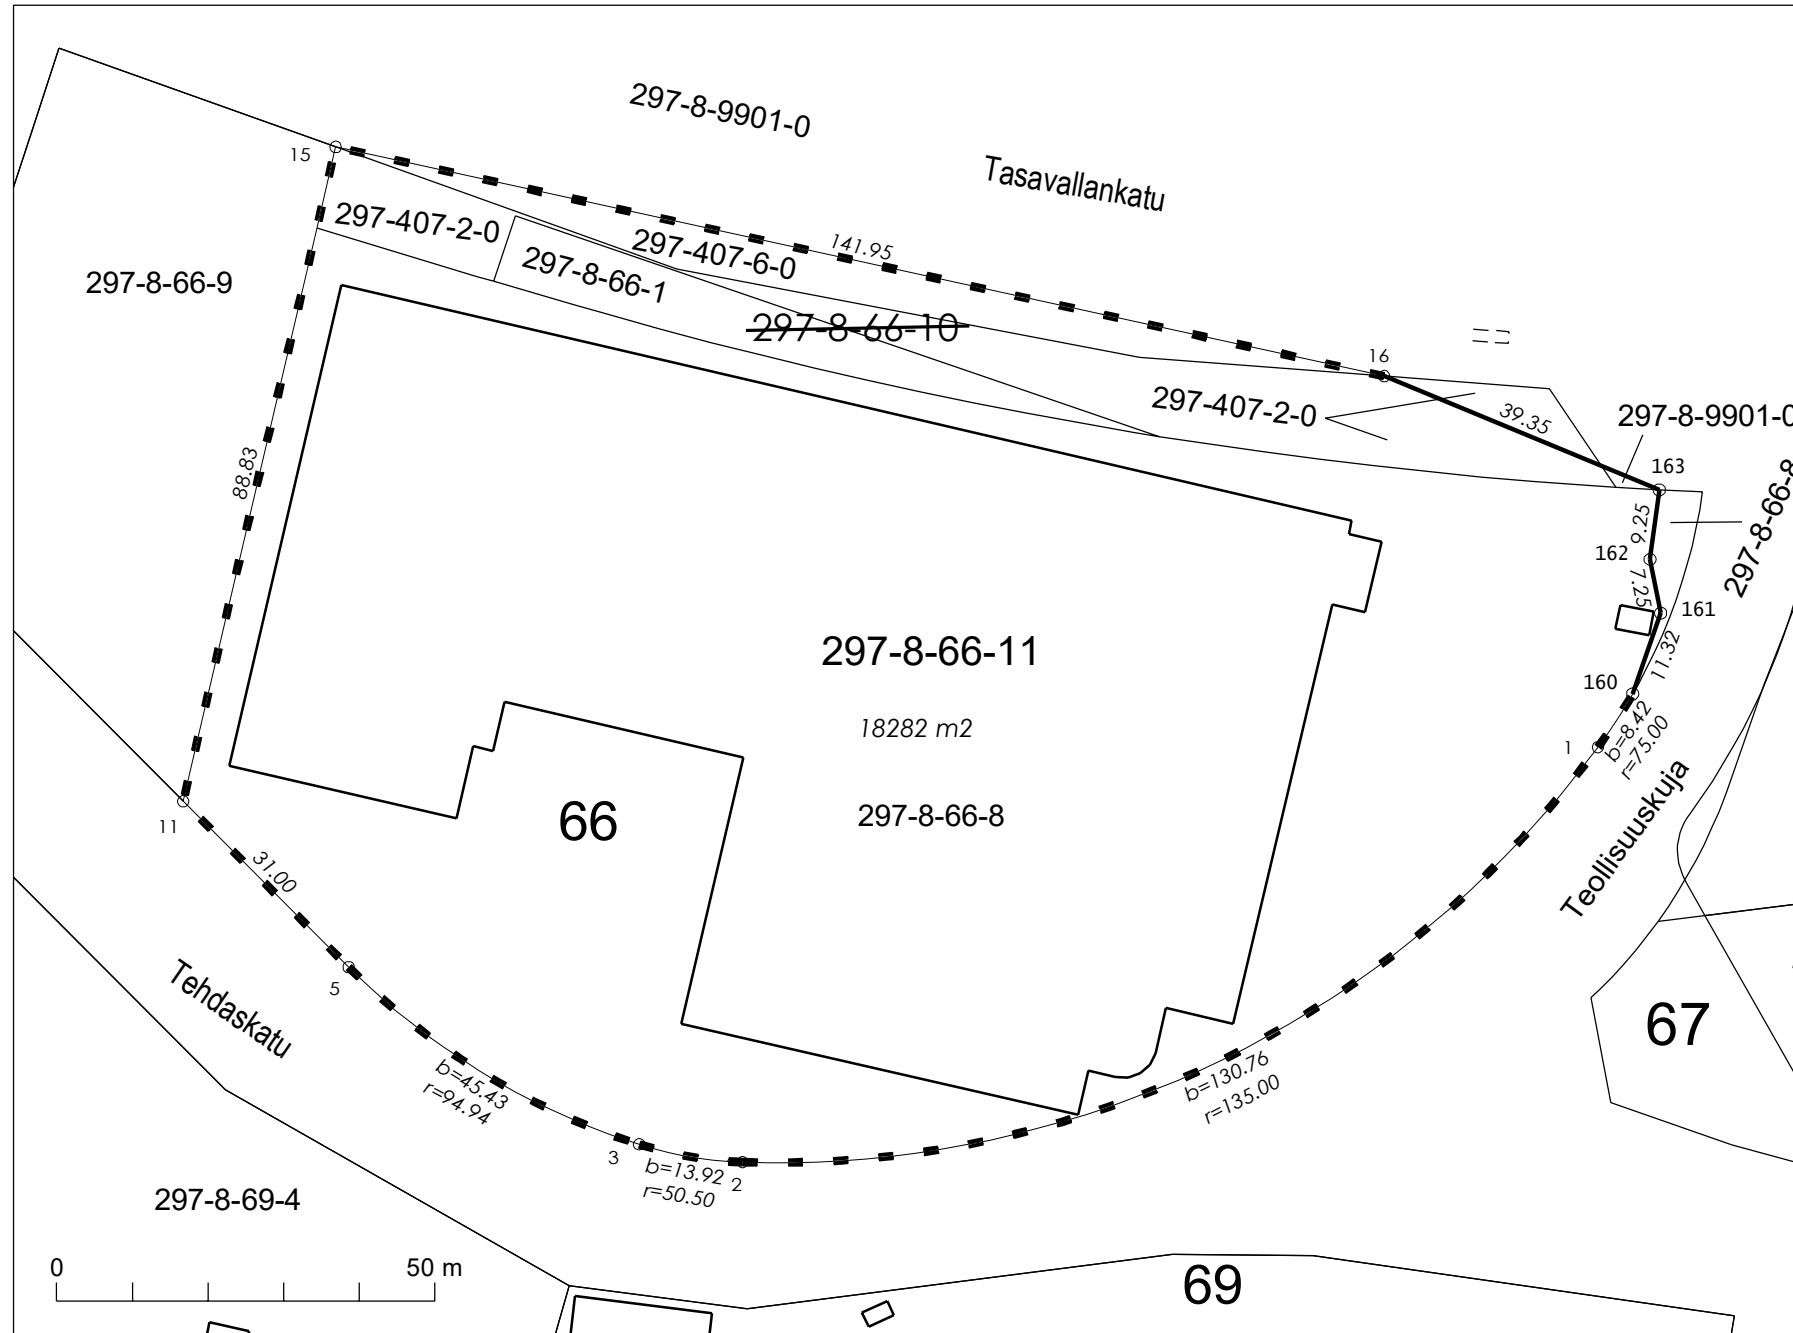 297-8-9901-0
Tasavallankatu
15
297-407-2-0
297-407-6-0
141.95
297-8-66-9
297-8-66-1
297-8-66-10
16
297-407-2-0
39.35
297-8-9901-0
163
88.83
9.25
297-8-66-8
162
7.25
161
297-8-66-11
11.32
160
18282 m2
b=8.42
r=75.00
1
297-8-66-8
66
11
Teollisuuskuja
31.00
5
Tehdaskatu
67
b=45.43
r=94.94
b=130.76
r=135.00
3
b=13.92
r=50.50
2
297-8-69-4
0
50 m
69